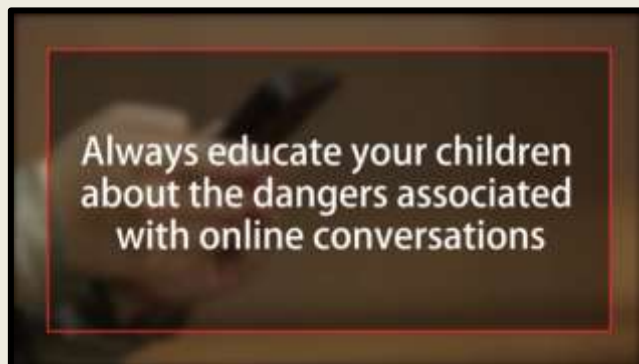 Always educate your children
about the dangers associated
with online conversations